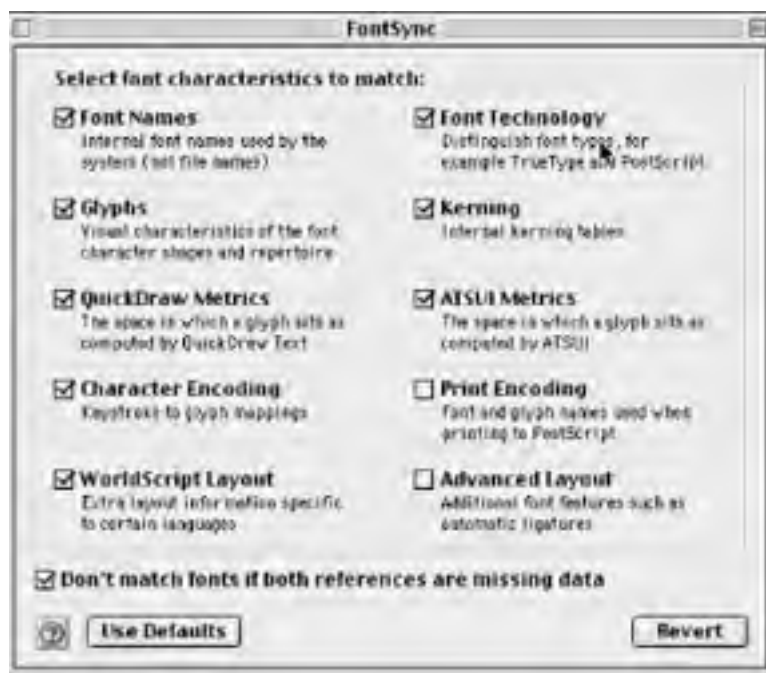 FontSync
Select font characteristics to match:
Font Names
Internal font names used by the
system (not file names)
Glyphs
Visual characteristics of the font
character shapes and repertoire
QuickDraw Metrics
The space in which a glyph sits as
computed by QuickDraw Text
Character Encoding
Keystroke to glyph mappings
WorldScript Layout
Extra layout information specific
to certain languages
Font Technology
Distinguish font types, for
example TrueType and PostScript.
Kerning
Internal kerning tables
ATSUI Metrics
The space in which a glyph sits as
computed by ATSUI
Print Encoding
Font and glyph names used when
printing to PostScript
Advanced Layout
Additional font features such as
automatic ligatures
Don't match fonts if both references are missing data
?
Use Defaults
Revert